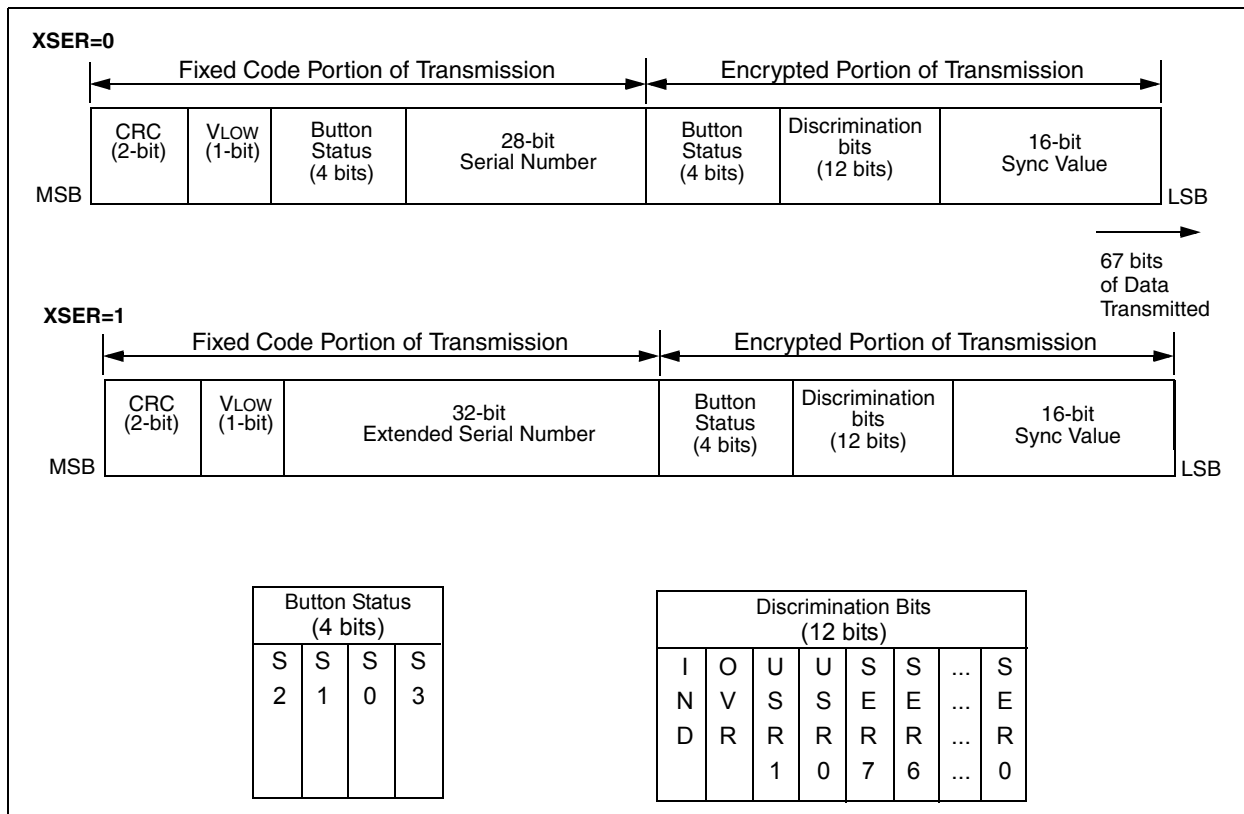 XSER=0
Fixed Code Portion of Transmission
Encrypted Portion of Transmission
CRC
(2-bit)
VLOW
(1-bit)
Button
Status
(4 bits)
28-bit
Serial Number
Button
Status
(4 bits)
Discrimination
bits
(12 bits)
16-bit
Sync Value
MSB
LSB
67 bits
of Data
Transmitted
XSER=1
Fixed Code Portion of Transmission
Encrypted Portion of Transmission
CRC
(2-bit)
VLOW
(1-bit)
32-bit
Extended Serial Number
Button
Status
(4 bits)
Discrimination
bits
(12 bits)
16-bit
Sync Value
MSB
LSB
Button Status
(4 bits)
S S S S
2 1 0 3
Discrimination Bits
(12 bits)
I O U U S S ... S
N V S S E E ... E
D R R R R R ... R
1 0 7 6 ... 0